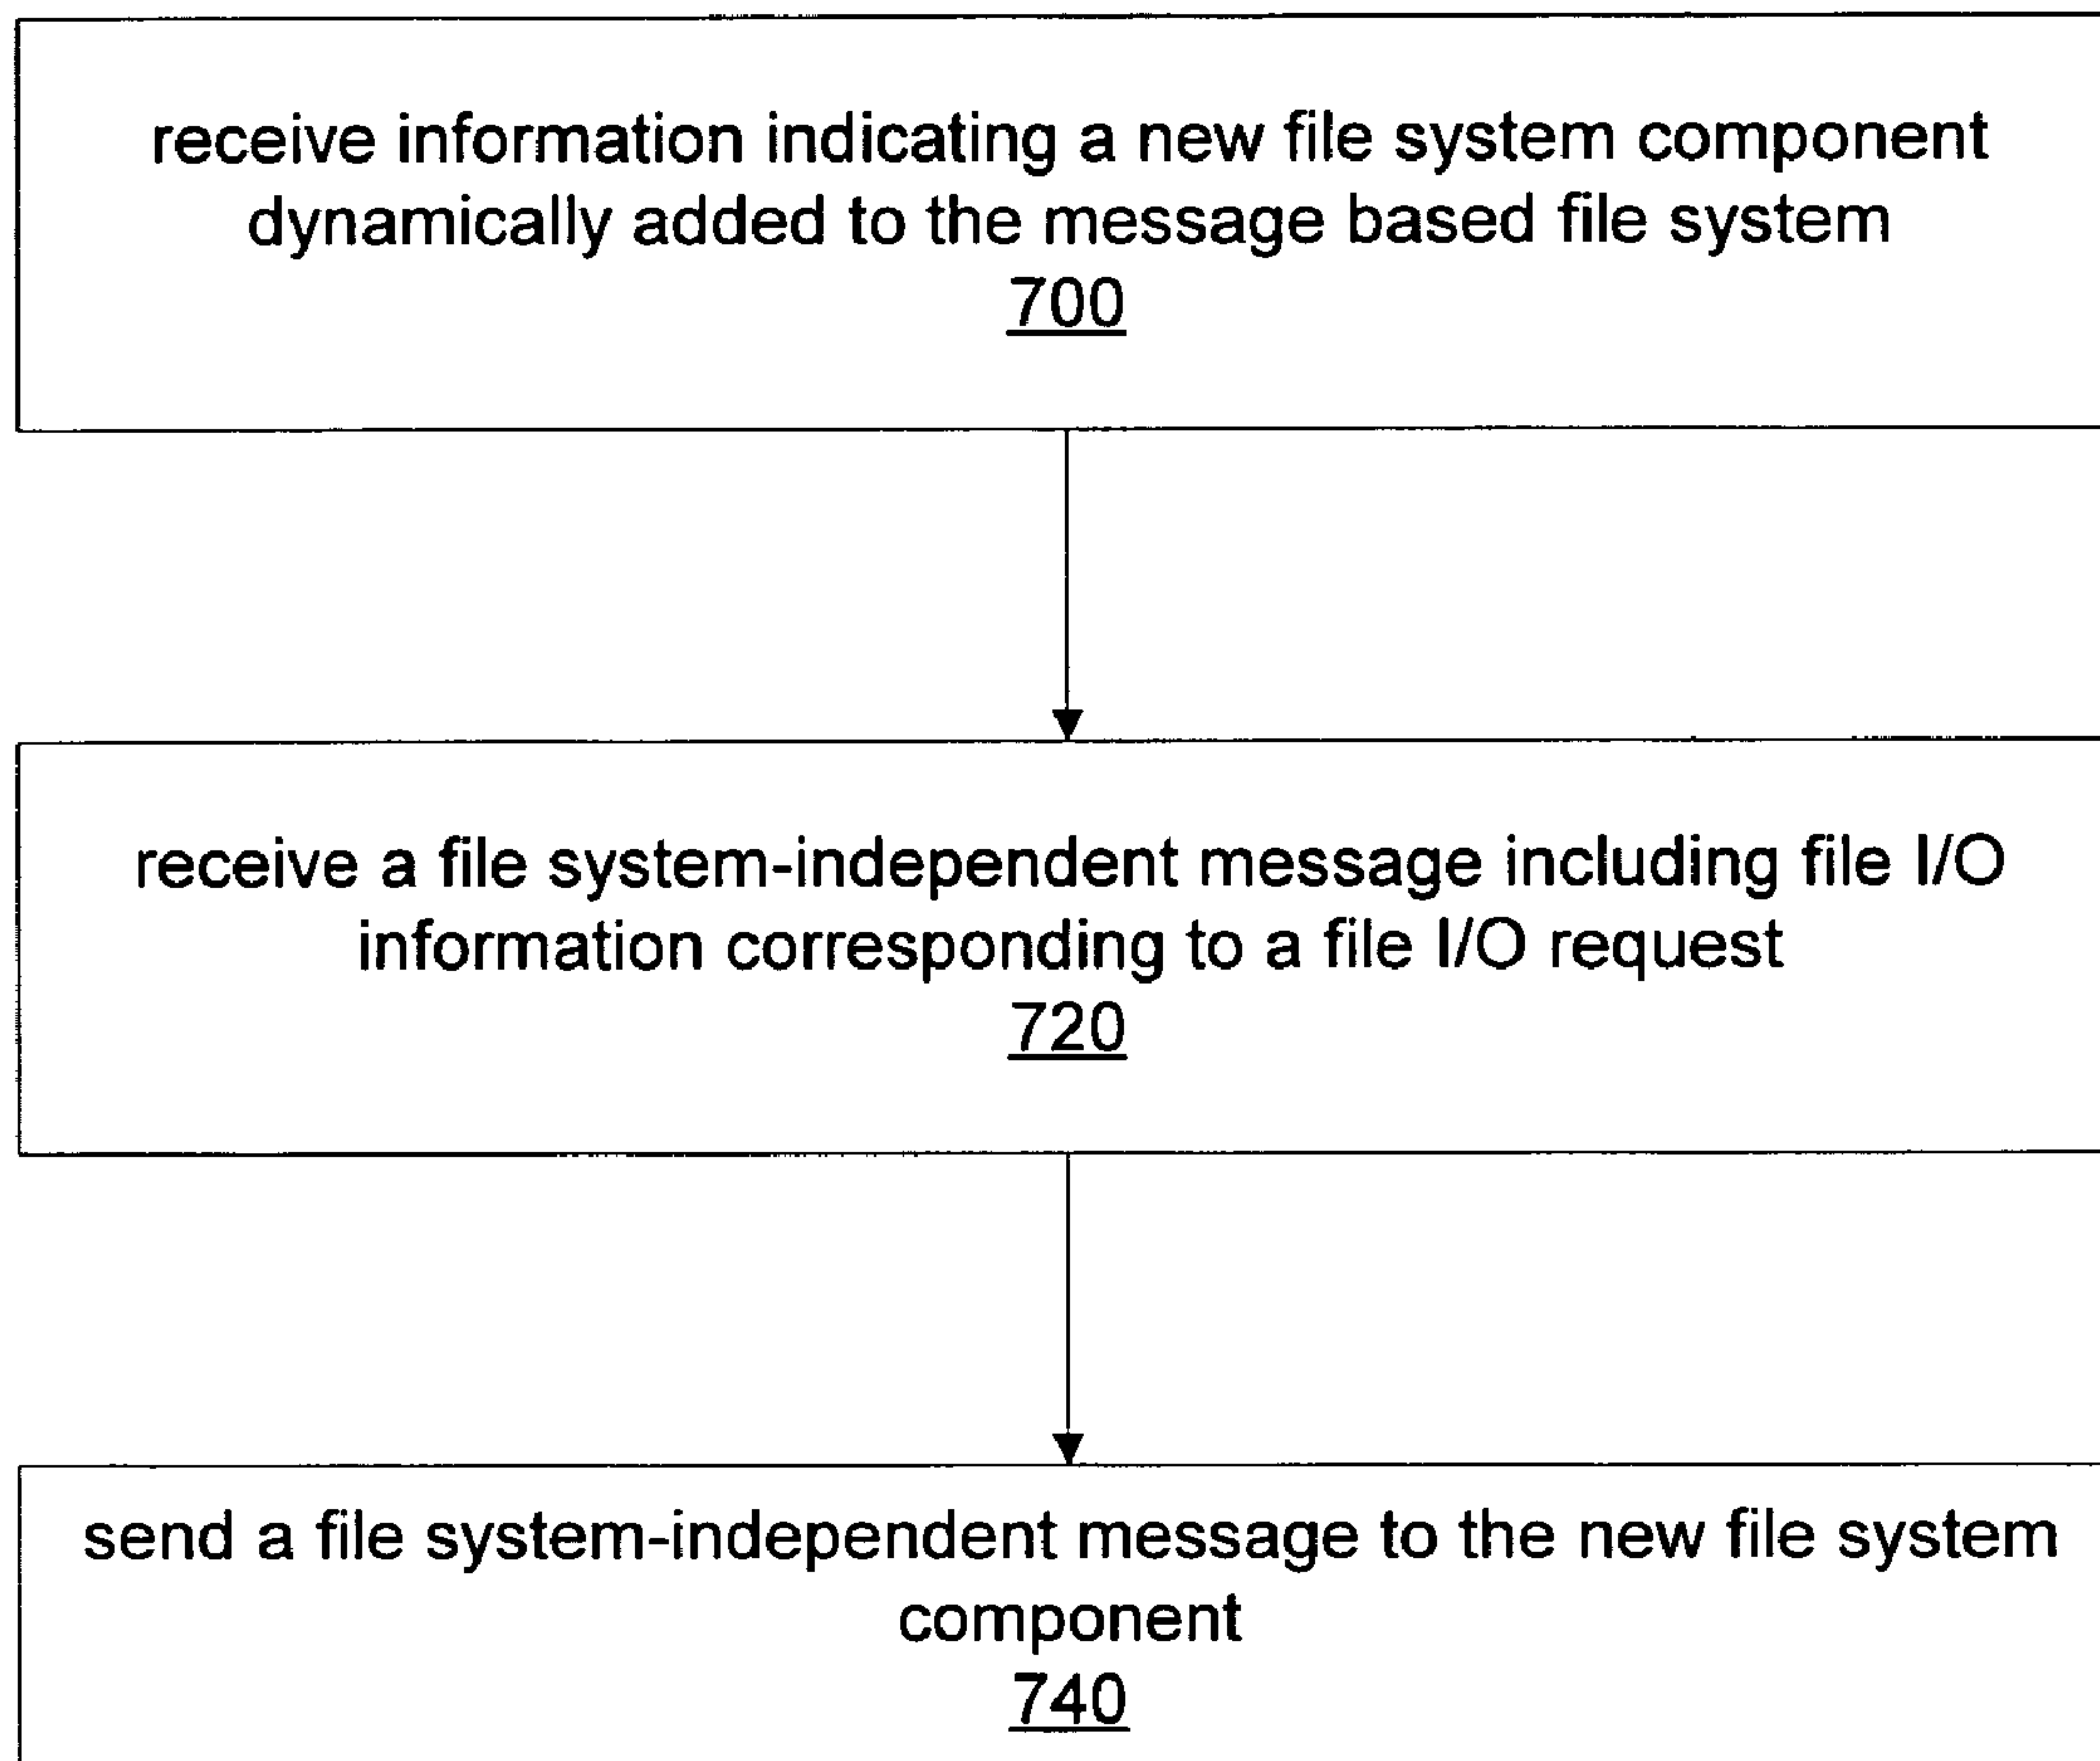 receive information indicating a new file system component
dynamically added to the message based file system
700
receive a file system-independent message including file I/O
information corresponding to a file I/O request
720
send a file system-independent message to the new file system
component
740